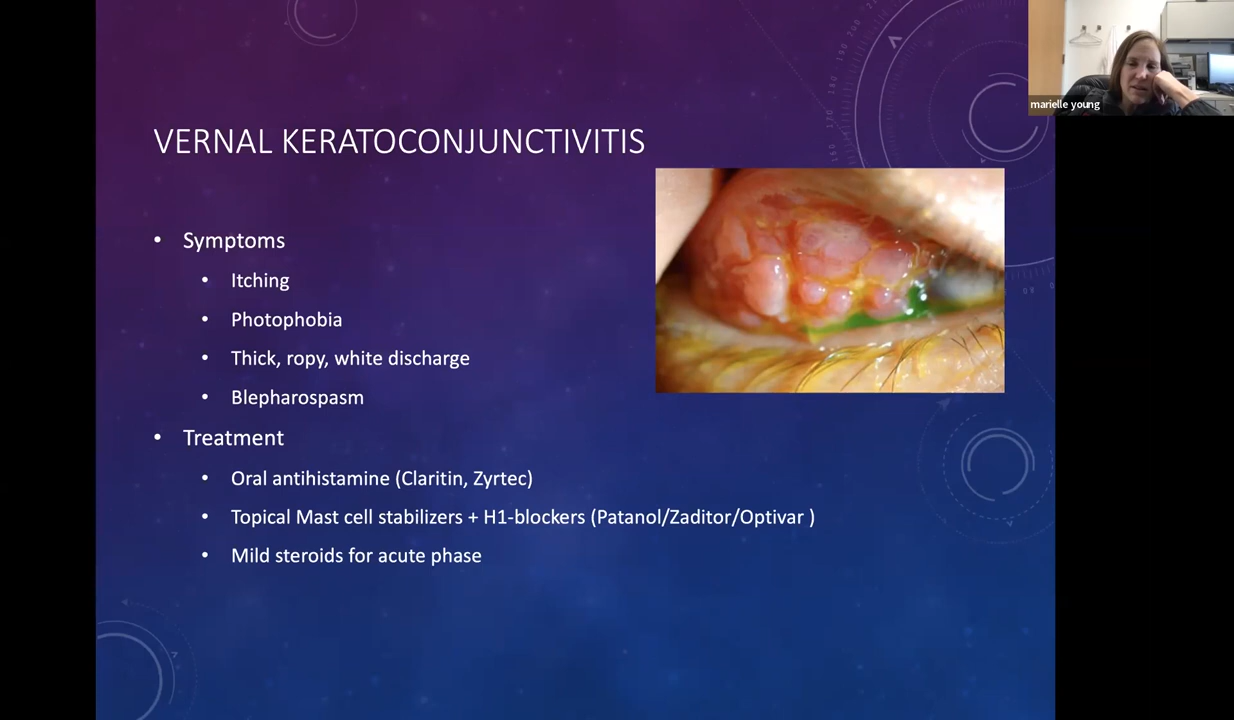 marielle young
VERNAL KERATOCONJUNCTIVITIS
• Symptoms
• Itching
• Photophobia
• Thick, ropy, white discharge
• Blepharospasm
• Treatment
• Oral antihistamine (Claritin, Zyrtec)
• Topical Mast cell stabilizers + H1-blockers (Patanol/Zaditor/Optivar )
• Mild steroids for acute phase